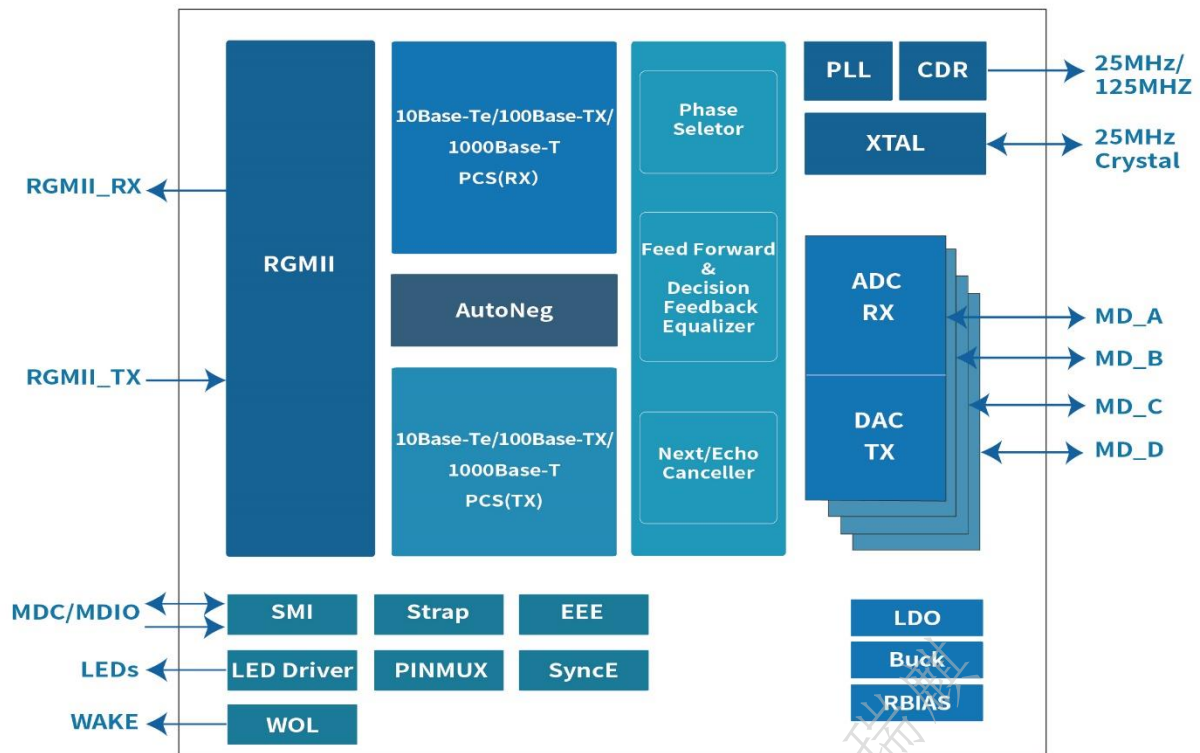 PLL
CDR
25MHz/
125MHZ
10Base-Te/100Base-TX/
1000Base-T
PCS(RX)
Phase
Seletor
XTAL
25MHz
Crystal
RGMII_RX
RGMII
Feed Forward
&
Decision
Feedback
Equalizer
ADC
RX
AutoNeg
MD_A
MD_B
RGMII_TX
MD_C
10Base-Te/100Base-TX/
1000Base-T
PCS(TX)
Next/Echo
Canceller
DAC
TX
MD_D
MDC/MDIO
SMI
Strap
EEE
LDO
LEDs
LED Driver
PINMUX
SyncE
Buck
WAKE
WOL
RBIAS
瑞麒